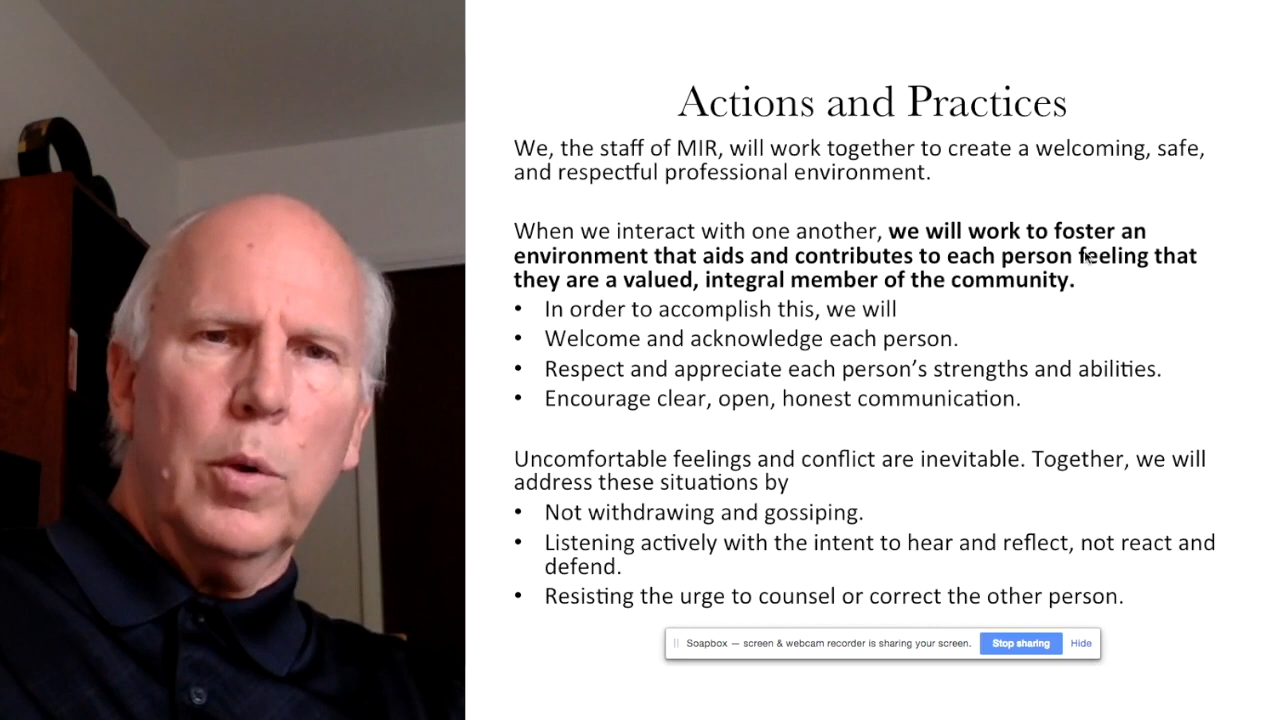 Actions and Practices
We, the staff of MIR, will work together to create a welcoming, safe,
and respectful professional environment.
When we interact with one another, we will work to foster an
environment that aids and contributes to each person feeling that
they are a valued, integral member of the community.
• In order to accomplish this, we will
• Welcome and acknowledge each person.
• Respect and appreciate each person’s strengths and abilities.
• Encourage clear, open, honest communication.
Uncomfortable feelings and conflict are inevitable. Together, we will
address these situations by
• Not withdrawing and gossiping.
• Listening actively with the intent to hear and reflect, not react and
defend.
• Resisting the urge to counsel or correct the other person.
Soapbox — screen & webcam recorder is sharing your screen. Stop sharing Hide